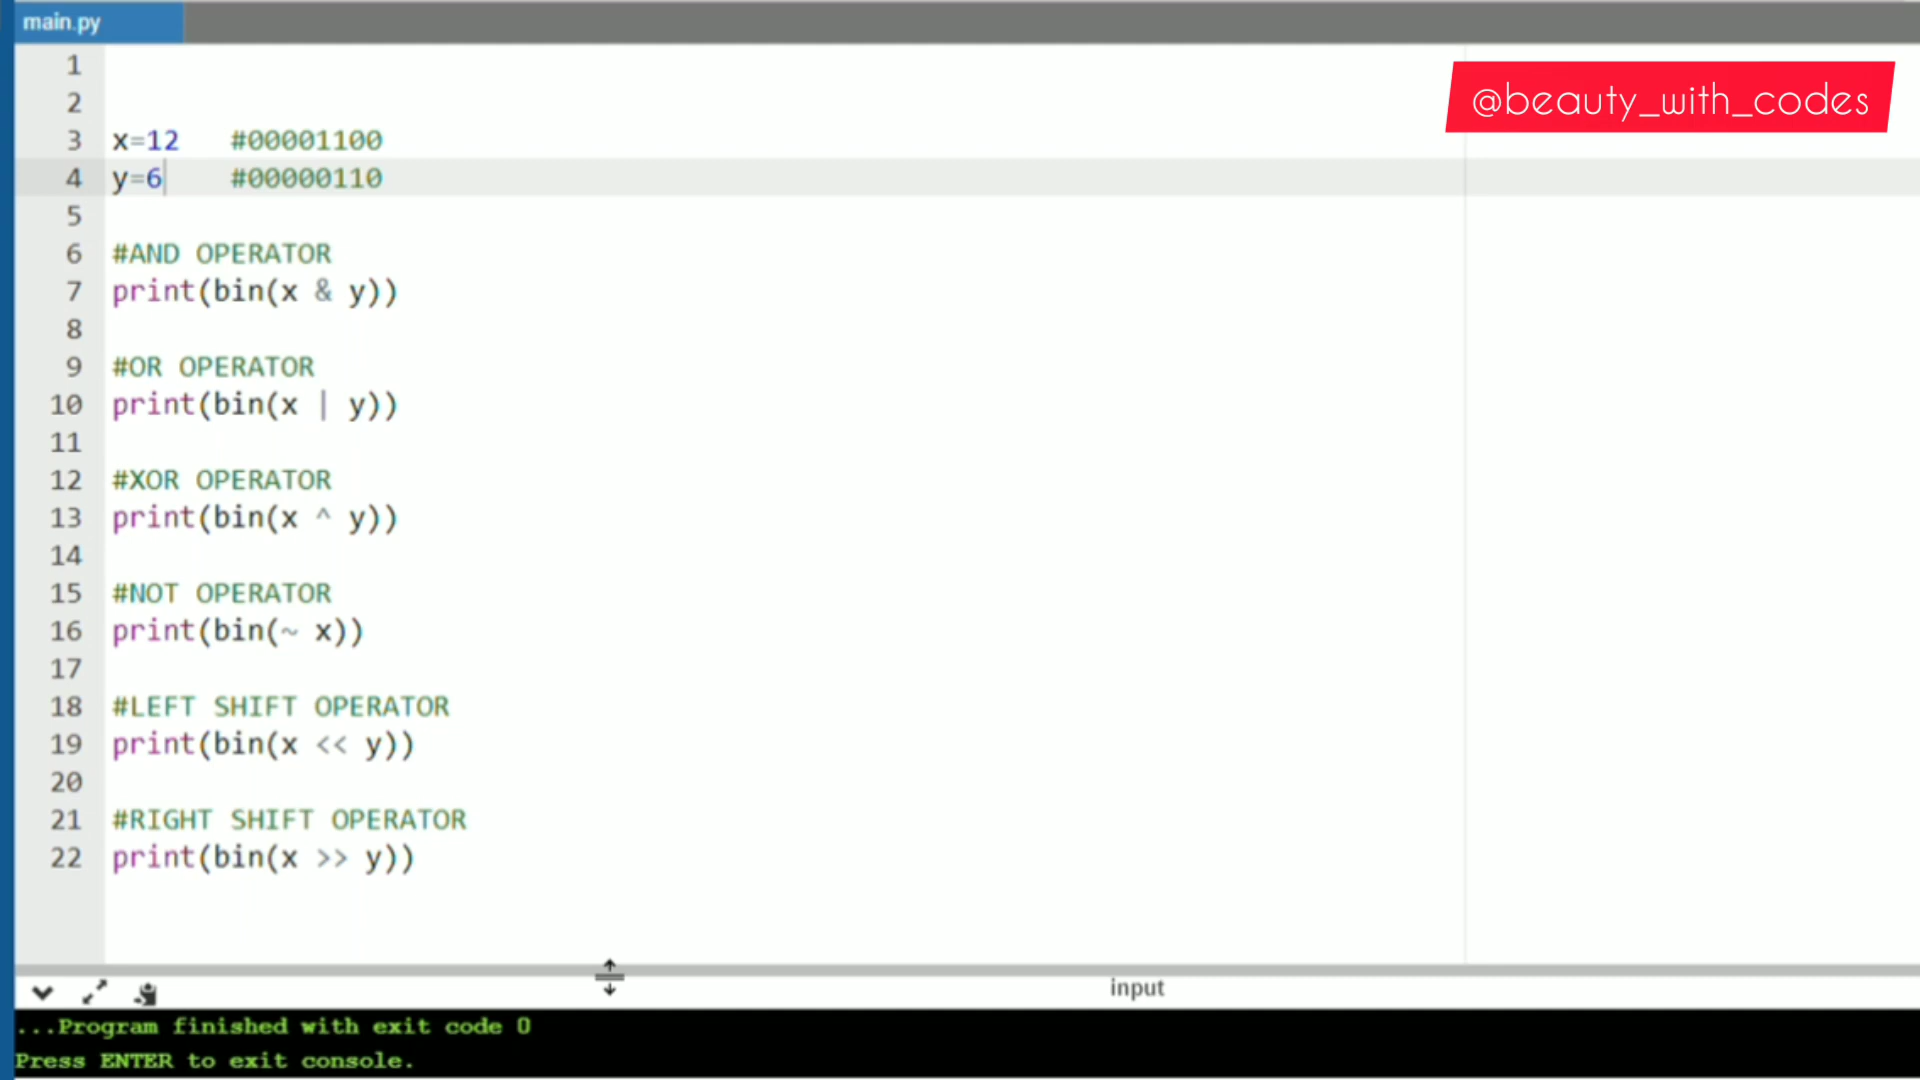 main.py
@beauty_with_codes
1
2
3 x=12 #00001100
4 y=6 #00000110
5
6 #AND OPERATOR
7 print(bin(x & y))
8
9 #OR OPERATOR
10 print(bin(x | y))
11
12 #XOR OPERATOR
13 print(bin(x ^ y))
14
15 #NOT OPERATOR
16 print(bin(~ x))
17
18 #LEFT SHIFT OPERATOR
19 print(bin(x << y))
20
21 #RIGHT SHIFT OPERATOR
22 print(bin(x >> y))
input
...Program finished with exit code 0
Press ENTER to exit console.